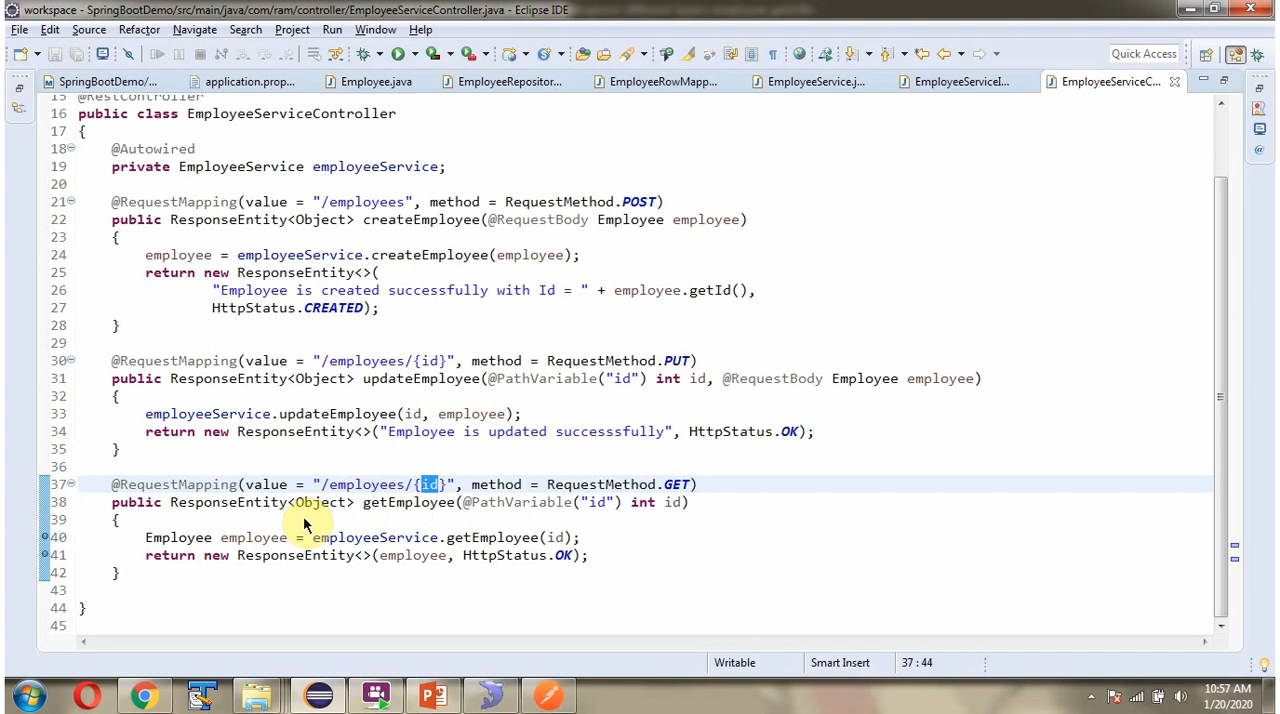 workspace - SpringBootDemo/src/main/java/com/ram/controller/EmployeeServiceController.java - Eclipse IDE
File Edit Source Refactor Navigate Search Project Run Window Help
Quick Access
SpringBootDemo/... application.prop... Employee.java EmployeeRepositor... EmployeeRowMapp... EmployeeService.j... EmployeeServiceI... EmployeeServiceC...
15 @RestController
16 public class EmployeeServiceController
17 {
18 @Autowired
19 private EmployeeService employeeService;
20
21 @RequestMapping(value = "/employees", method = RequestMethod.POST)
22 public ResponseEntity<Object> createEmployee(@RequestBody Employee employee)
23 {
24 employee = employeeService.createEmployee(employee);
25 return new ResponseEntity<>(
26 "Employee is created successfully with Id = " + employee.getId(),
27 HttpStatus.CREATED);
28 }
29
30 @RequestMapping(value = "/employees/{id}", method = RequestMethod.PUT)
31 public ResponseEntity<Object> updateEmployee(@PathVariable("id") int id, @RequestBody Employee employee)
32 {
33 employeeService.updateEmployee(id, employee);
34 return new ResponseEntity<>("Employee is updated successsfully", HttpStatus.OK);
35 }
36
37 @RequestMapping(value = "/employees/{id}", method = RequestMethod.GET)
38 public ResponseEntity<Object> getEmployee(@PathVariable("id") int id)
39 {
40 Employee employee = employeeService.getEmployee(id);
41 return new ResponseEntity<>(employee, HttpStatus.OK);
42 }
43
44 }
45
Writable Smart Insert 37 : 44
10:57 AM
1/20/2020